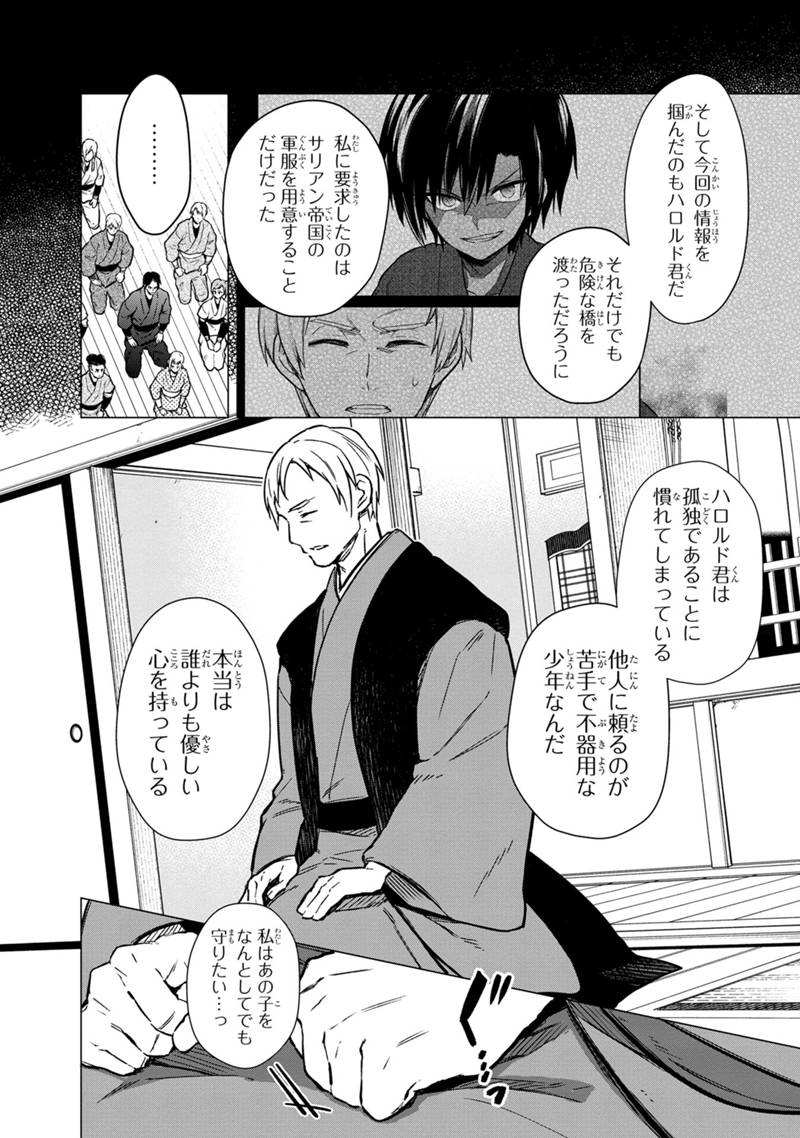 そして今回の情報を
掴んだのもハロルド君だ
それだけでも
危険な橋を
渡っただろうに
私に要求したのは
サリアン帝国の
軍服を用意すること
だけだった
………
ハロルド君は
孤独であることに
慣れてしまっている
他人に頼るのが
苦手で不器用な
少年なんだ
本当は
誰よりも優しい
心を持っている
私はあの子を
なんとしてでも
守りたい…っ